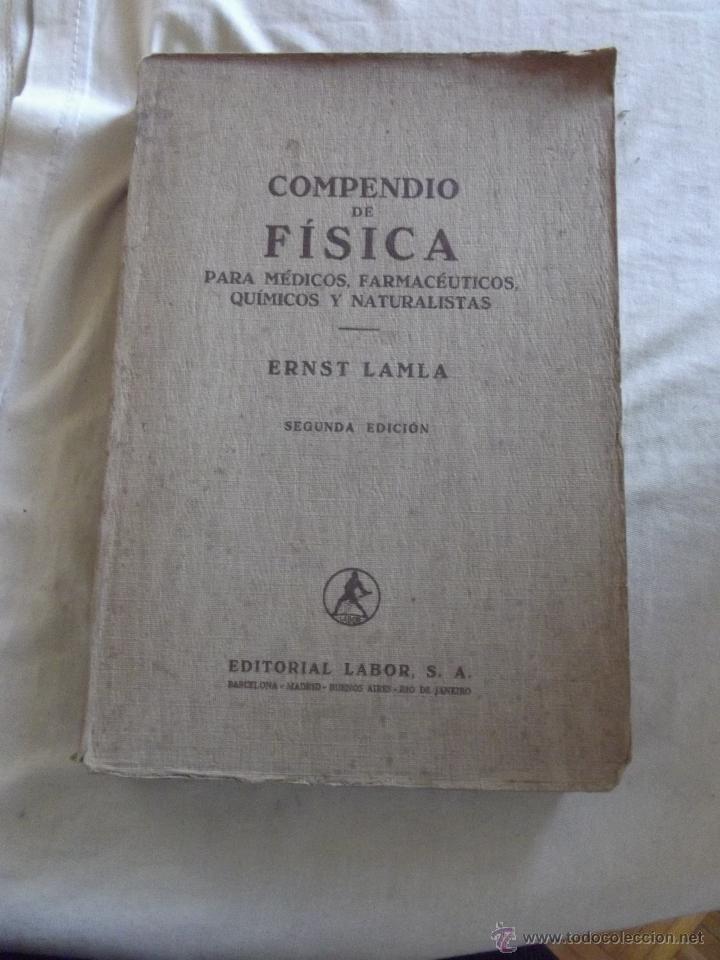 COMPENDIO
DE
FÍSICA
PARA MÉDICOS, FARMACÉUTICOS,
QUÍMICOS Y NATURALISTAS
ERNST LAMLA
SEGUNDA EDICIÓN
LABOR
EDITORIAL LABOR, S. A.
BARCELONA - MADRID - BUENOS AIRES - RIO DE JANEIRO
© todocoleccion.net